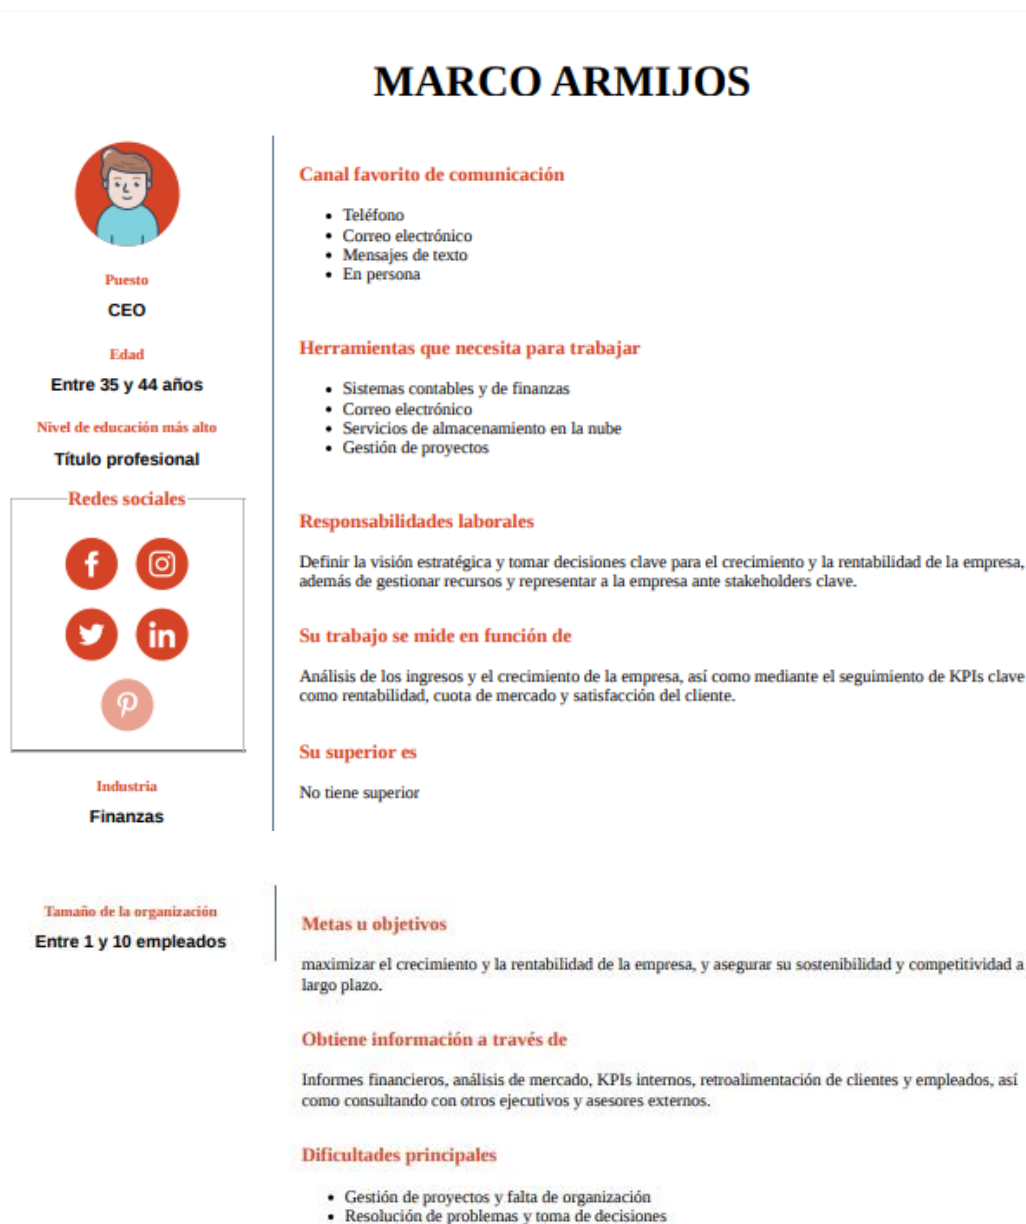 MARCO ARMIJOS
Puesto
CEO
Edad
Entre 35 y 44 años
Nivel de educación más alto
Título profesional
Redes sociales
f
in
Industria
Finanzas
Canal favorito de comunicación
• Teléfono
• Correo electrónico
• Mensajes de texto
• En persona
Herramientas que necesita para trabajar
• Sistemas contables y de finanzas
• Correo electrónico
• Servicios de almacenamiento en la nube
• Gestión de proyectos
Responsabilidades laborales
Definir la visión estratégica y tomar decisiones clave para el crecimiento y la rentabilidad de la empresa,
además de gestionar recursos y representar a la empresa ante stakeholders clave.
Su trabajo se mide en función de
Análisis de los ingresos y el crecimiento de la empresa, así como mediante el seguimiento de KPIs clave
como rentabilidad, cuota de mercado y satisfacción del cliente.
Su superior es
No tiene superior
Tamaño de la organización
Entre 1 y 10 empleados
Metas u objetivos
maximizar el crecimiento y la rentabilidad de la empresa, y asegurar su sostenibilidad y competitividad a
largo plazo.
Obtiene información a través de
Informes financieros, análisis de mercado, KPIs internos, retroalimentación de clientes y empleados, así
como consultando con otros ejecutivos y asesores externos.
Dificultades principales
• Gestión de proyectos y falta de organización
• Resolución de problemas y toma de decisiones